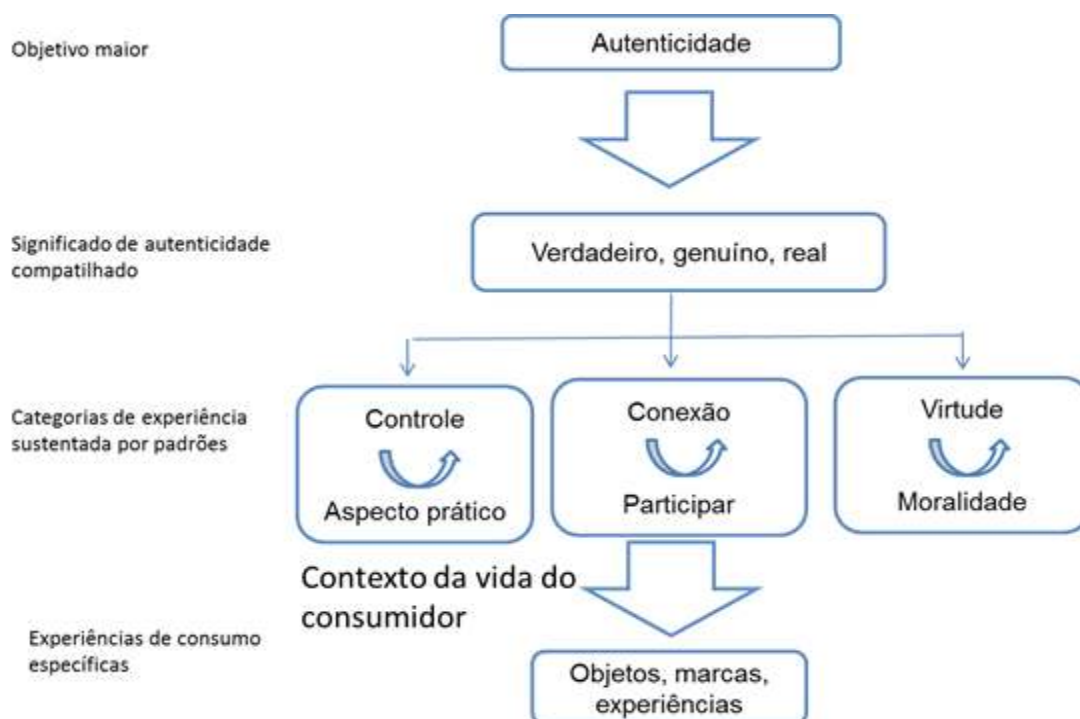 Objetivo maior
Autenticidade
Significado de autenticidade
compatilhado
Verdadeiro, genuíno, real
Categorias de experiência
sustentada por padrões
Controle
Aspecto prático
Conexão
Participar
Virtude
Moralidade
Contexto da vida do
consumidor
Experiências de consumo
específicas
Objetos, marcas,
experiências